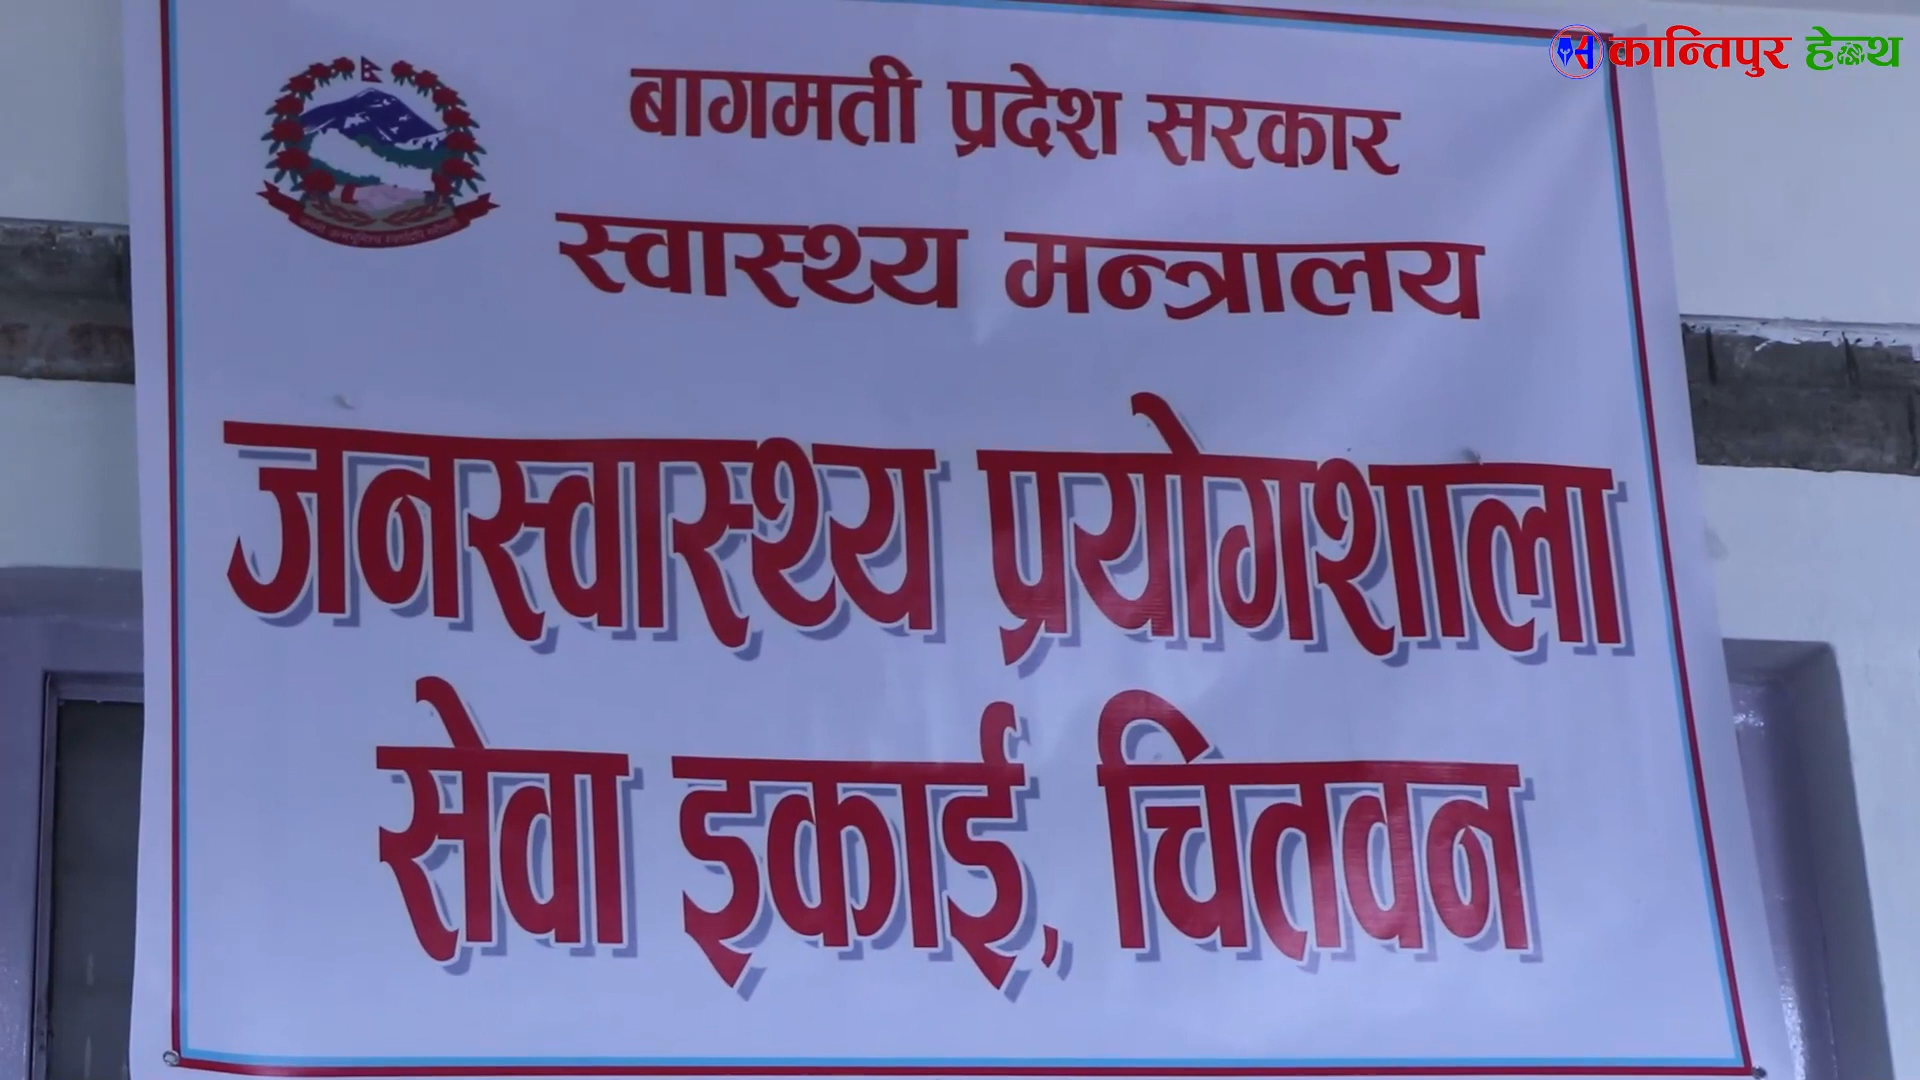 कान्तिपुर हेल्थ
बागमती प्रदेश सरकार
स्वास्थ्य मन्त्रालय
जनस्वास्थ्य प्रयोगशाला
सेवा इकाई, चितवन